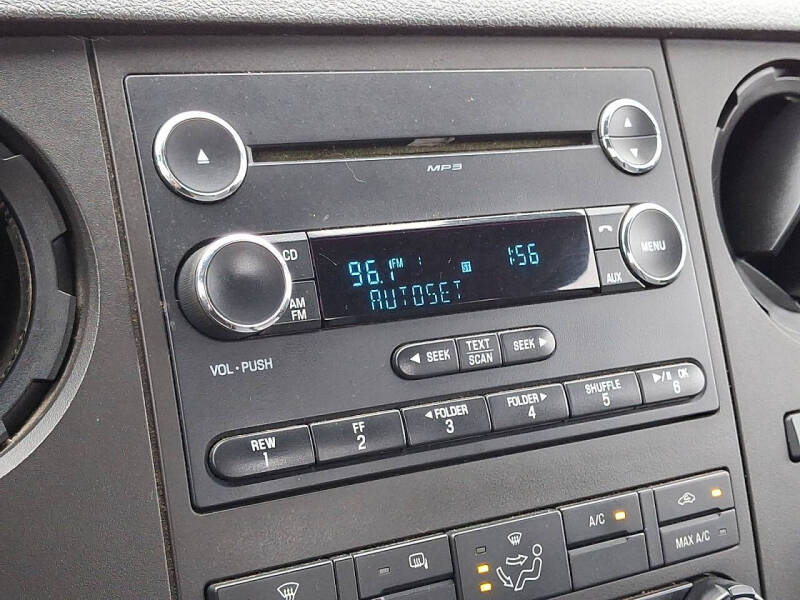 MP3
CD
96.1 FM 1 ST 1:56
AUTOSET
AM
FM
MENU
AUX
VOL • PUSH
◄ SEEK
TEXT
SCAN
SEEK ►
REW
1
FF
2
◄ FOLDER
3
FOLDER ►
4
SHUFFLE
5
►/II OK
6
A/C
MAX A/C